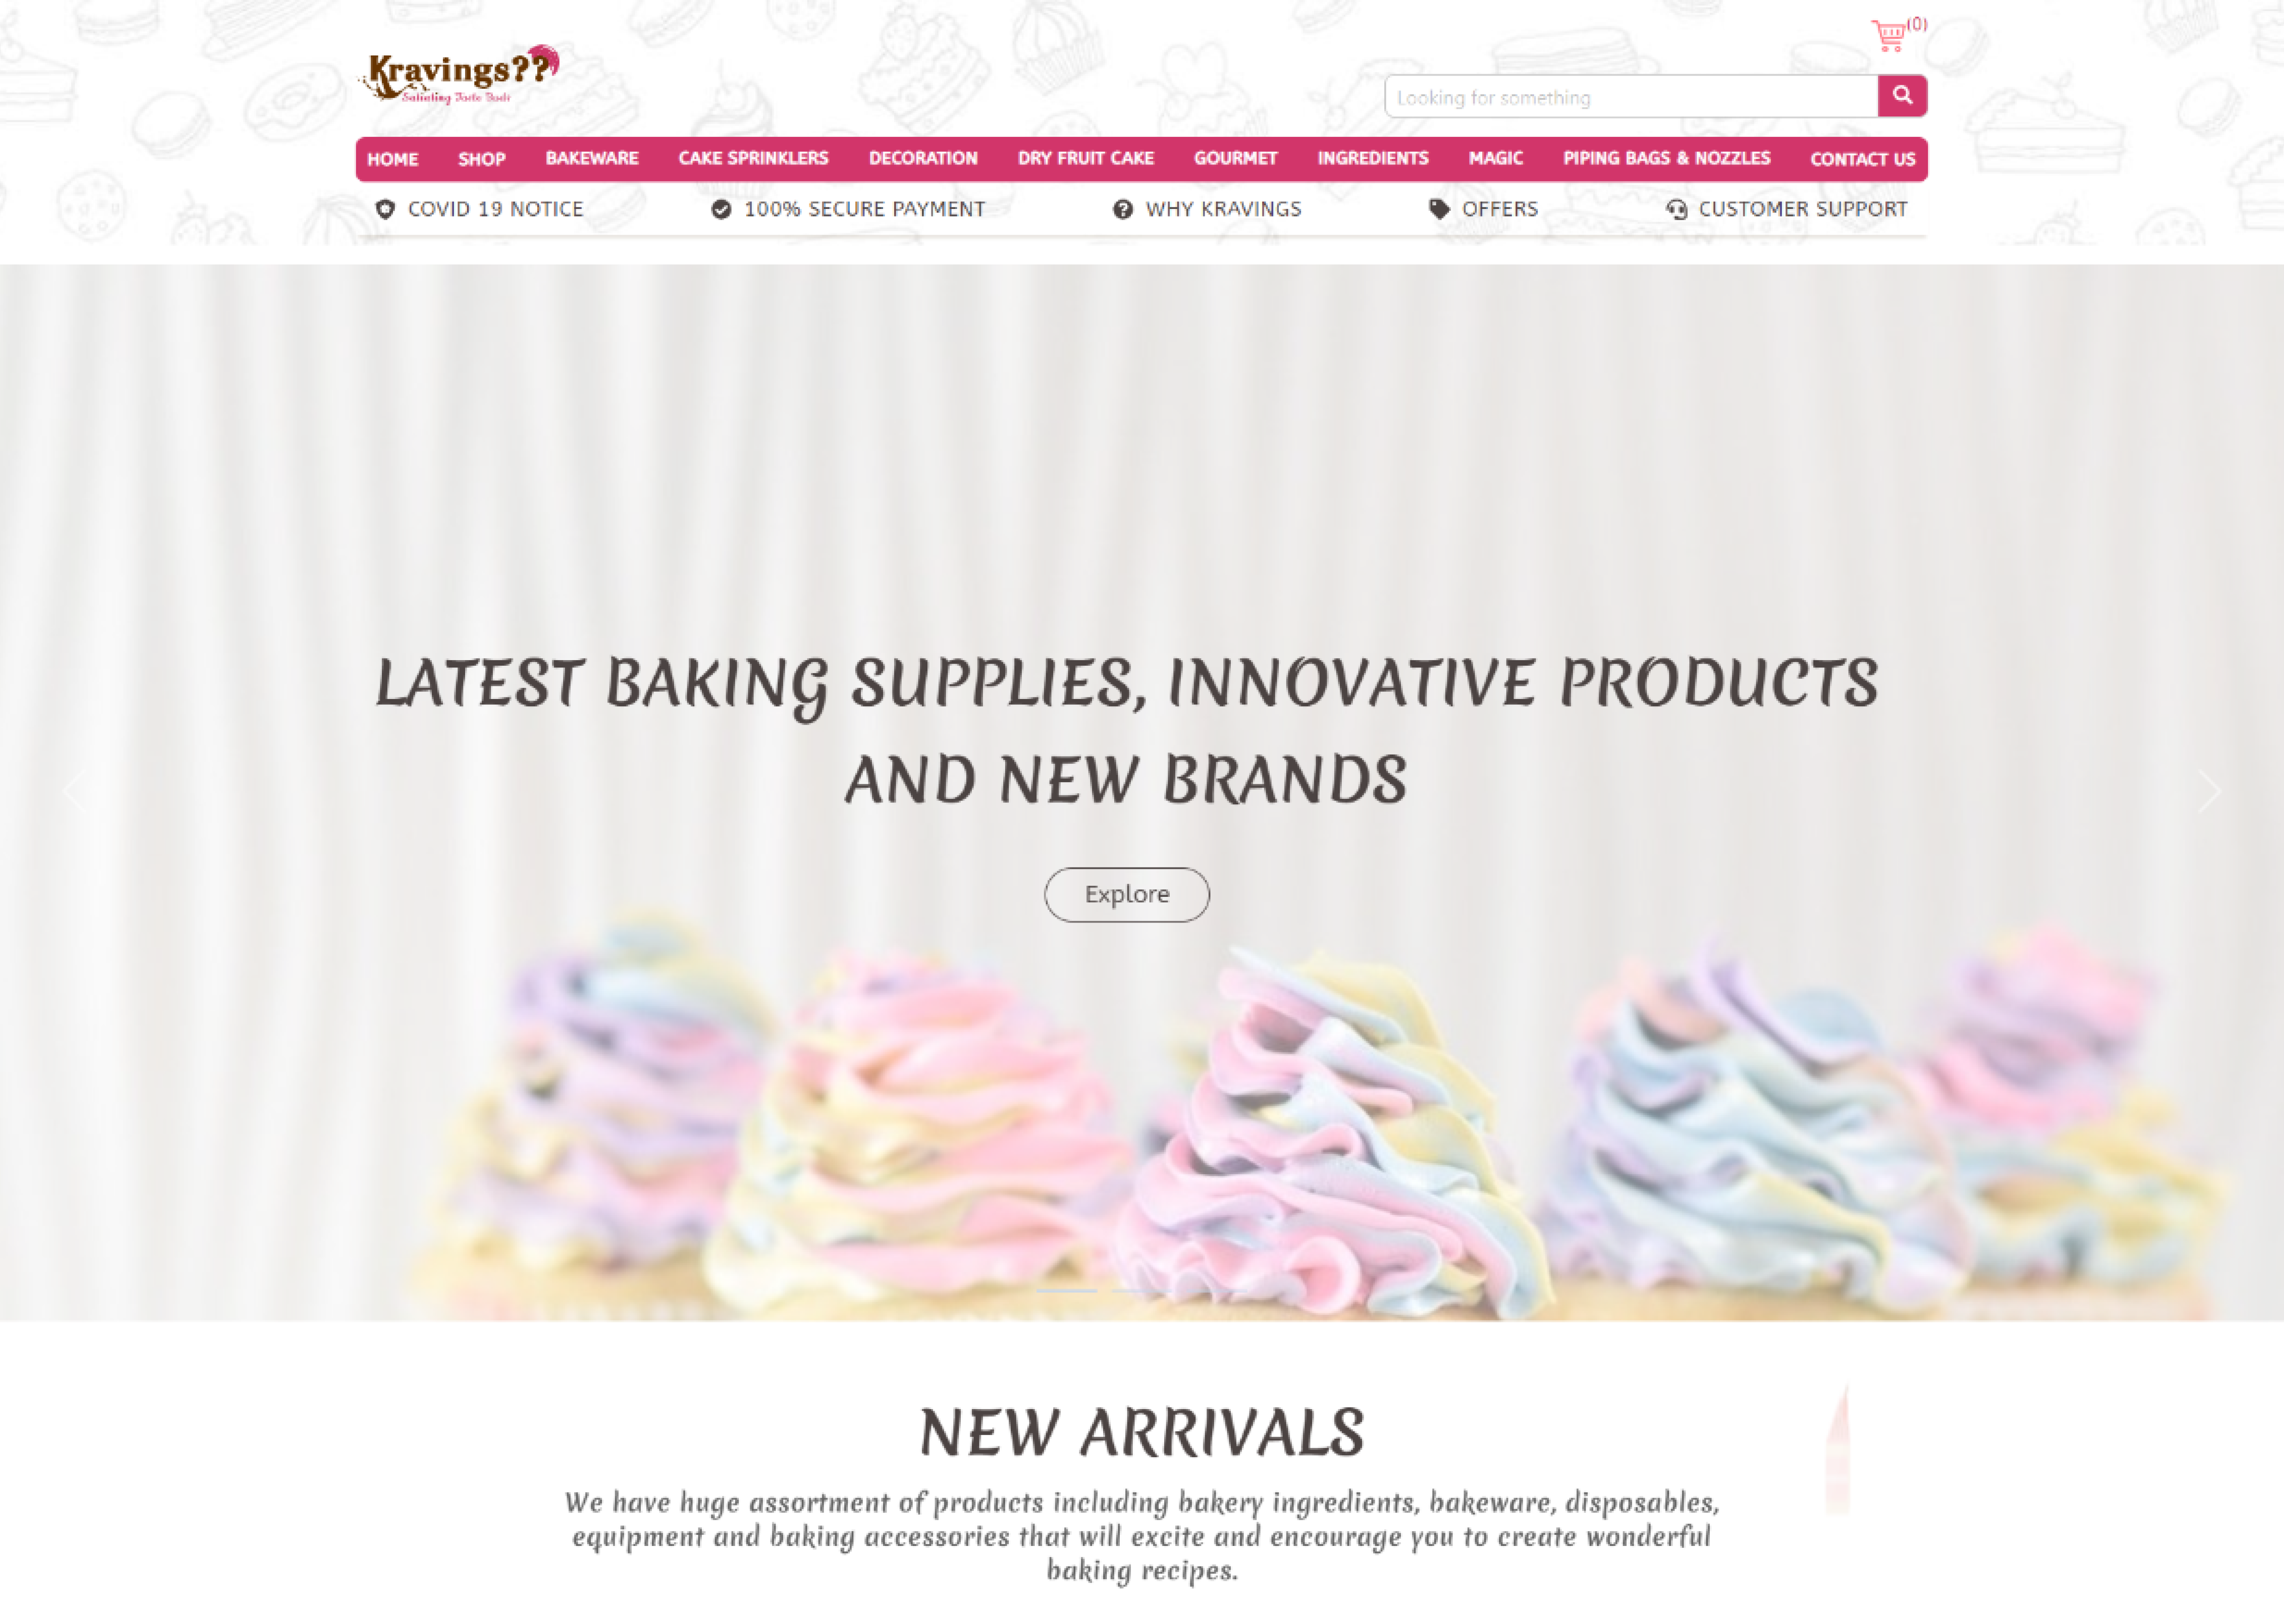 (0)
Kravings??
Looking for something
HOME SHOP BAKEWARE CAKE SPRINKLERS DECORATION DRY FRUIT CAKE GOURMET INGREDIENTS MAGIC PIPING BAGS & NOZZLES CONTACT US
COVID 19 NOTICE 100% SECURE PAYMENT WHY KRAVINGS OFFERS CUSTOMER SUPPORT
LATEST BAKING SUPPLIES, INNOVATIVE PRODUCTS
AND NEW BRANDS
Explore
NEW ARRIVALS
We have huge assortment of products including bakery ingredients, bakeware, disposables,
equipment and baking accessories that will excite and encourage you to create wonderful
baking recipes.